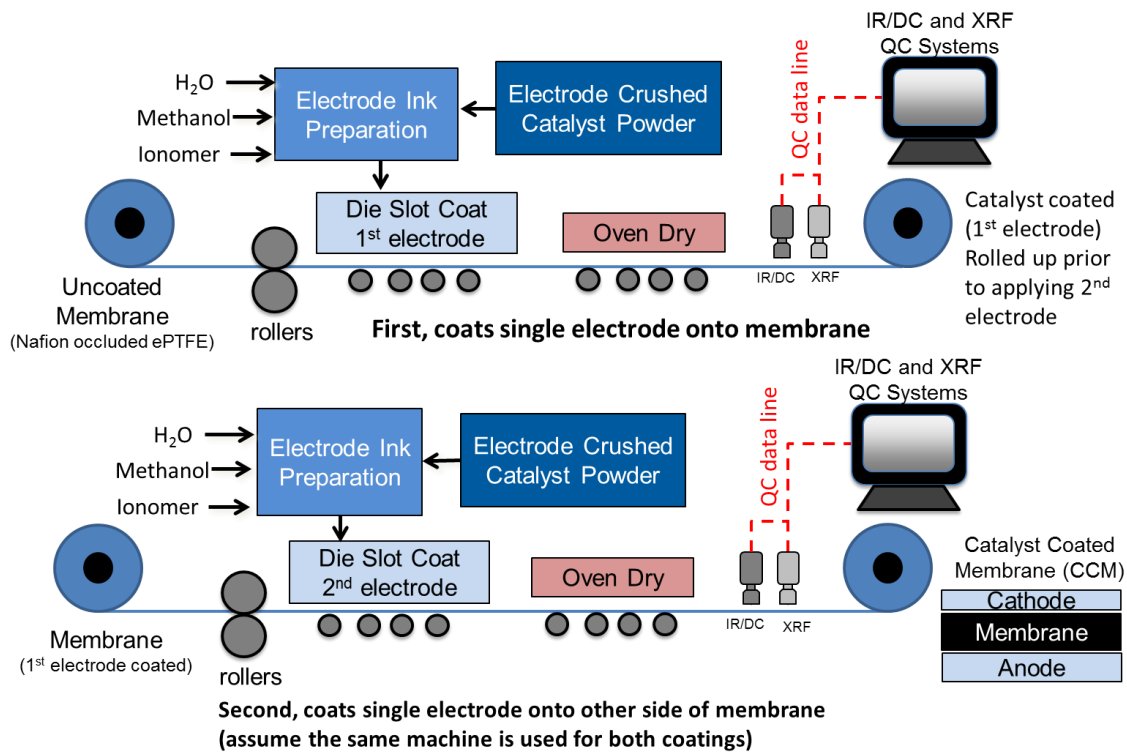 IR/DC and XRF
QC Systems
H₂O
Methanol
Ionomer
Electrode Ink
Preparation
Electrode Crushed
Catalyst Powder
QC data line
Die Slot Coat
1st electrode
Oven Dry
IR/DC
XRF
Uncoated
Membrane
(Nafion occluded ePTFE)
rollers
Catalyst coated
(1st electrode)
Rolled up prior
to applying 2nd
electrode
First, coats single electrode onto membrane
IR/DC and XRF
QC Systems
H₂O
Methanol
Ionomer
Electrode Ink
Preparation
Electrode Crushed
Catalyst Powder
QC data line
Die Slot Coat
2nd electrode
Oven Dry
IR/DC
XRF
Membrane
(1st electrode coated)
rollers
Catalyst Coated
Membrane (CCM)
Cathode
Membrane
Anode
Second, coats single electrode onto other side of membrane
(assume the same machine is used for both coatings)